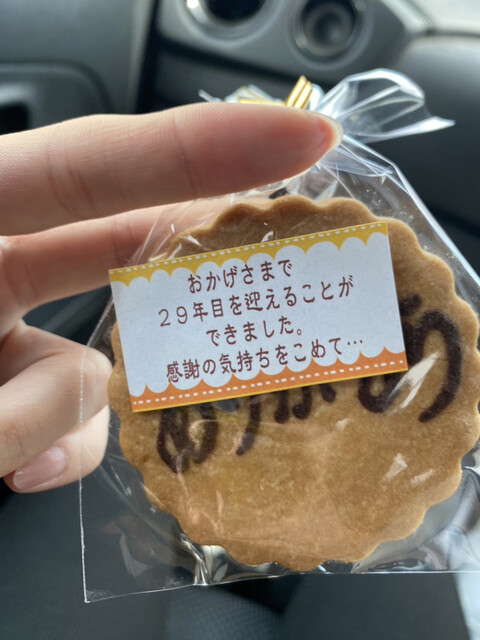 おかげさまで
29年目を迎えることが
できました。
感謝の気持ちをこめて…